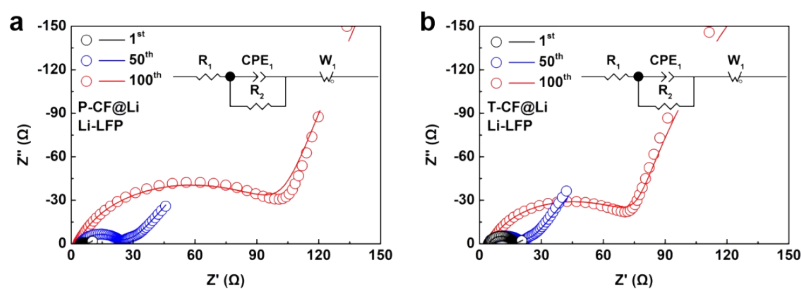 a
1st
50th
100th
P-CF@Li
Li-LFP
R1
CPE1
W1
R2
Z'' (Ω)
-150
-120
-90
-60
-30
0
0
30
60
90
120
150
Z' (Ω)
b
1st
50th
100th
T-CF@Li
Li-LFP
R1
CPE1
W1
R2
Z'' (Ω)
-150
-120
-90
-60
-30
0
0
30
60
90
120
150
Z' (Ω)